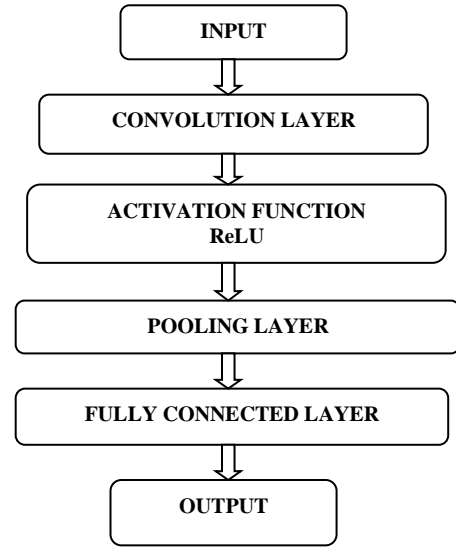 INPUT
CONVOLUTION LAYER
ACTIVATION FUNCTION
ReLU
POOLING LAYER
FULLY CONNECTED LAYER
OUTPUT